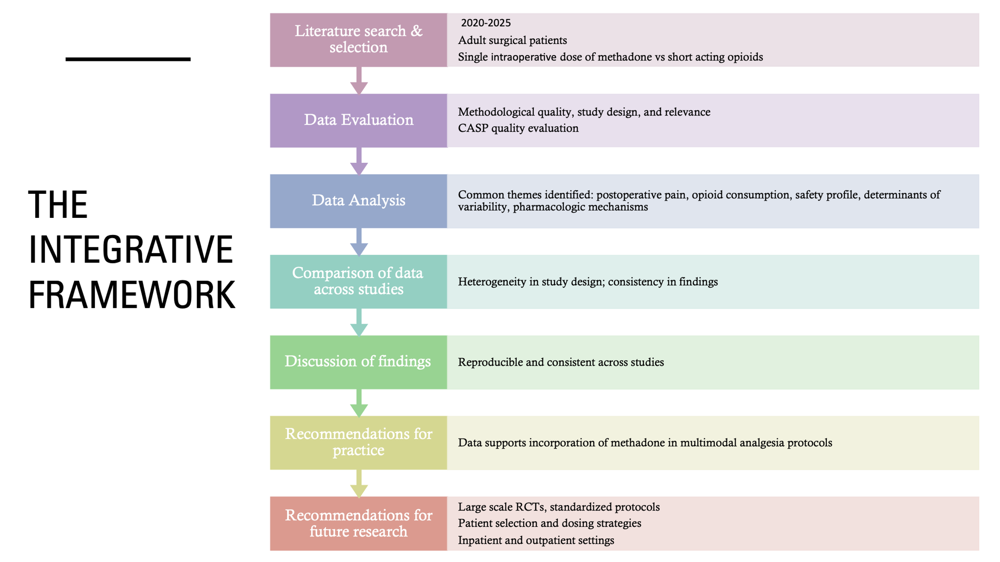 THE
INTEGRATIVE
FRAMEWORK
Literature search &
selection
2020-2025
Adult surgical patients
Single intraoperative dose of methadone vs short acting opioids
Data Evaluation
Methodological quality, study design, and relevance
CASP quality evaluation
Data Analysis
Common themes identified: postoperative pain, opioid consumption, safety profile, determinants of
variability, pharmacologic mechanisms
Comparison of data
across studies
Heterogeneity in study design; consistency in findings
Discussion of findings
Reproducible and consistent across studies
Recommendations for
practice
Data supports incorporation of methadone in multimodal analgesia protocols
Recommendations for
future research
Large scale RCTs, standardized protocols
Patient selection and dosing strategies
Inpatient and outpatient settings